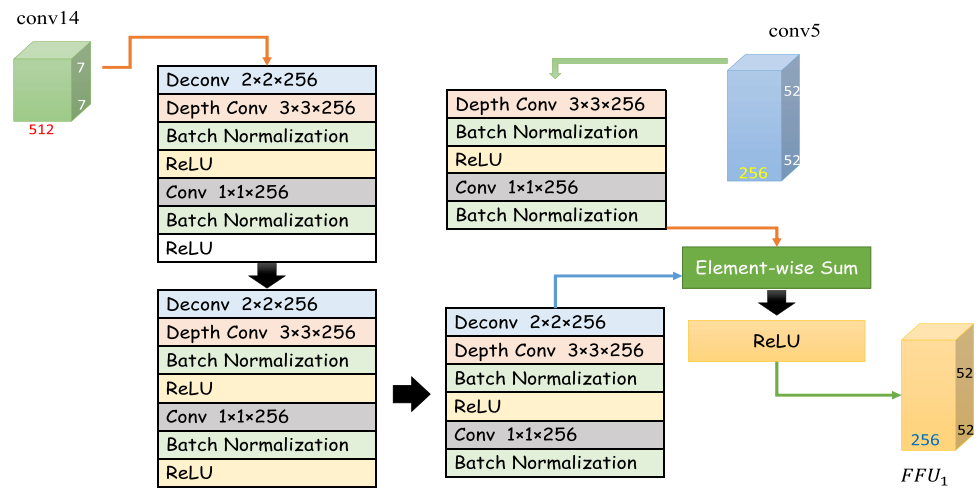 conv14
7
7
512
Deconv 2×2×256
Depth Conv 3×3×256
Batch Normalization
ReLU
Conv 1×1×256
Batch Normalization
ReLU
Deconv 2×2×256
Depth Conv 3×3×256
Batch Normalization
ReLU
Conv 1×1×256
Batch Normalization
ReLU
conv5
52
52
256
Depth Conv 3×3×256
Batch Normalization
ReLU
Conv 1×1×256
Batch Normalization
Deconv 2×2×256
Depth Conv 3×3×256
Batch Normalization
ReLU
Conv 1×1×256
Batch Normalization
Element-wise Sum
ReLU
52
52
256
FFU₁